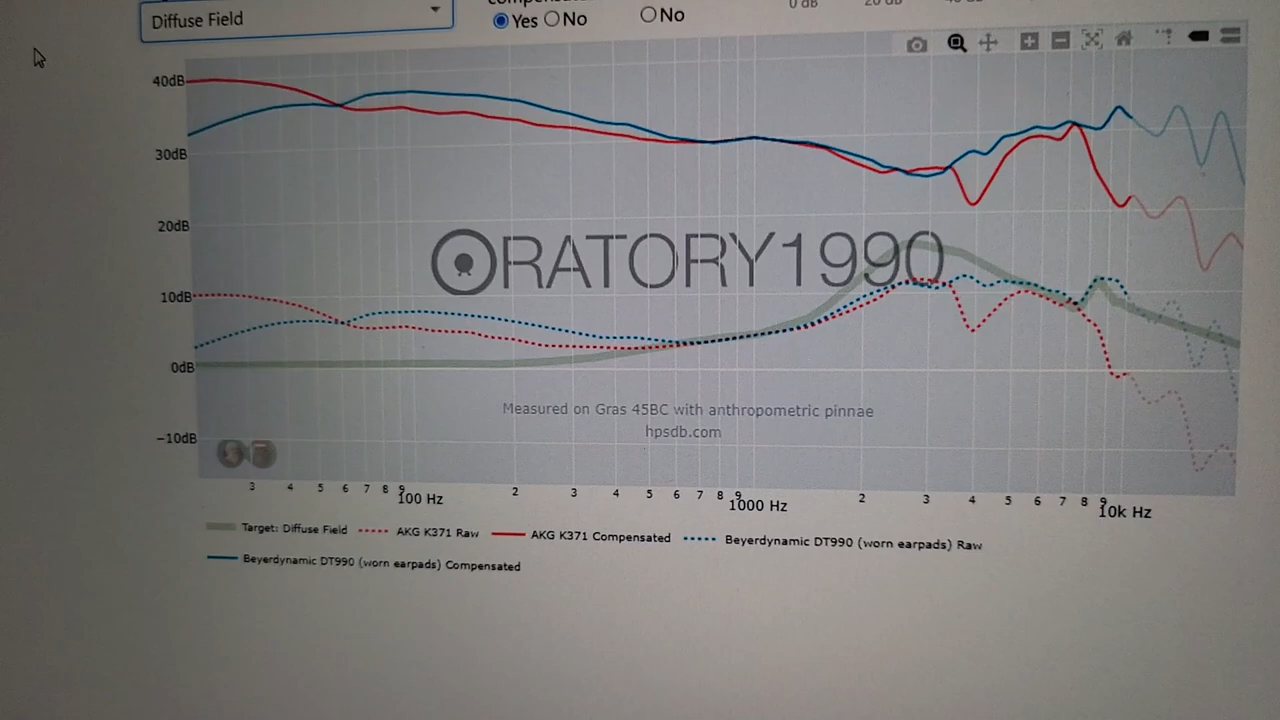 Diffuse Field
Yes No No
40dB
30dB
20dB
10dB
0dB
−10dB
ORATORY1990
Measured on Gras 45BC with anthropometric pinnae
hpsdb.com
3 4 5 6 7 8 9 100 Hz 2 3 4 5 6 7 8 9 1000 Hz 2 3 4 5 6 7 8 9 10k Hz
Target: Diffuse Field AKG K371 Raw AKG K371 Compensated Beyerdynamic DT990 (worn earpads) Raw
Beyerdynamic DT990 (worn earpads) Compensated